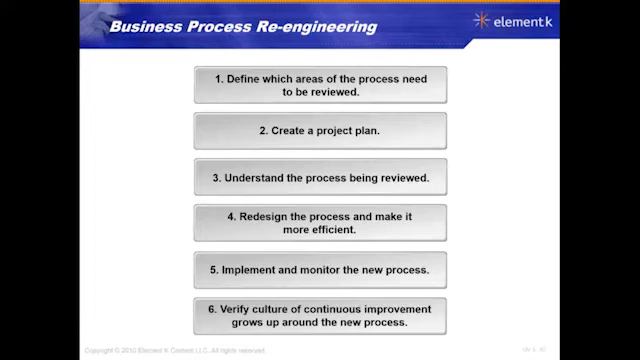 Business Process Re-engineering
element k
1. Define which areas of the process need
to be reviewed.
2. Create a project plan.
3. Understand the process being reviewed.
4. Redesign the process and make it
more efficient.
5. Implement and monitor the new process.
6. Verify culture of continuous improvement
grows up around the new process.
Copyright © 2010 Element K Content LLC. All rights reserved.